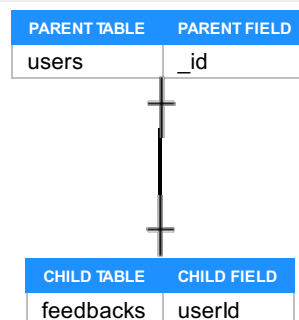 PARENT TABLE PARENT FIELD
users _id
CHILD TABLE CHILD FIELD
feedbacks userId